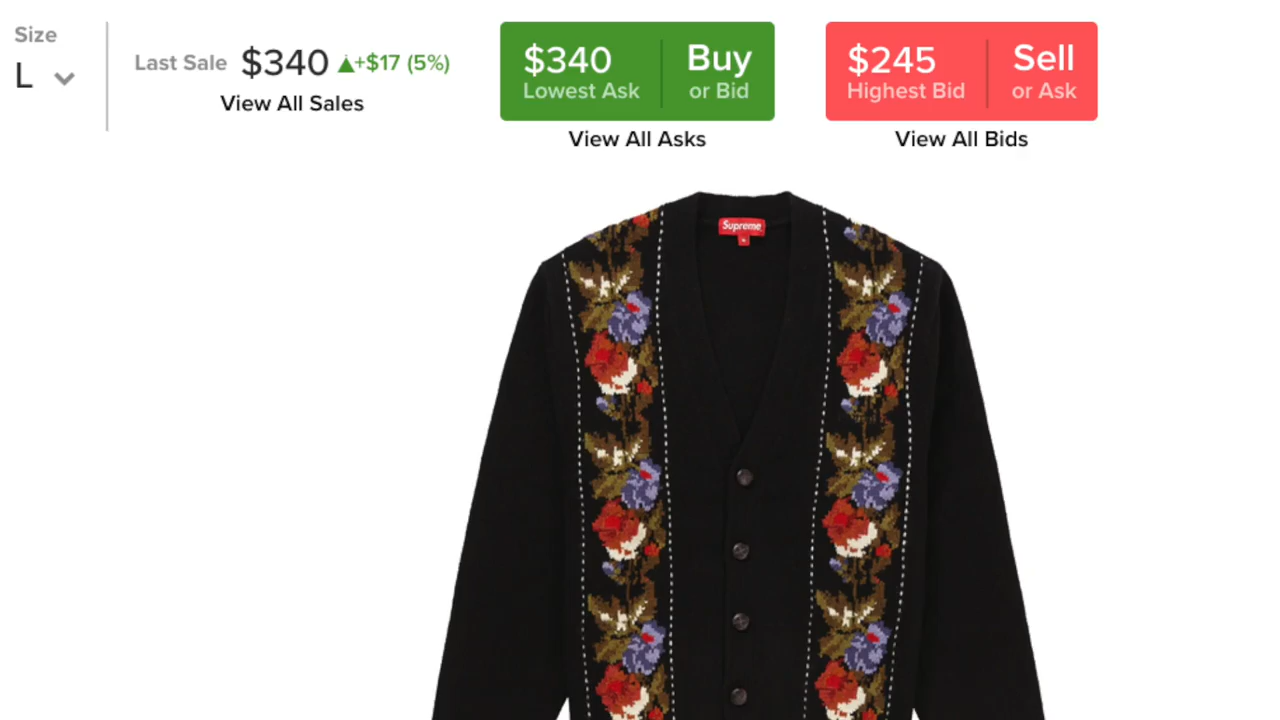 Size
L
Last Sale $340 ▲+$17 (5%)
View All Sales
$340 Buy
Lowest Ask or Bid
View All Asks
$245 Sell
Highest Bid or Ask
View All Bids
Supreme